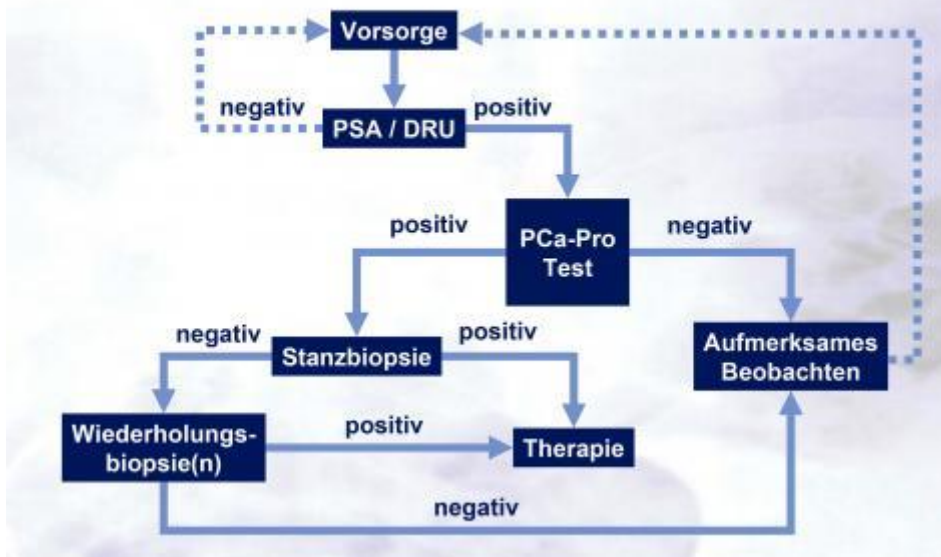 Vorsorge
negativ
positiv
PSA / DRU
positiv
PCa-Pro
Test
negativ
negativ
Stanzbiopsie
positiv
Aufmerksames
Beobachten
Wiederholungs-
biopsie(n)
positiv
Therapie
negativ